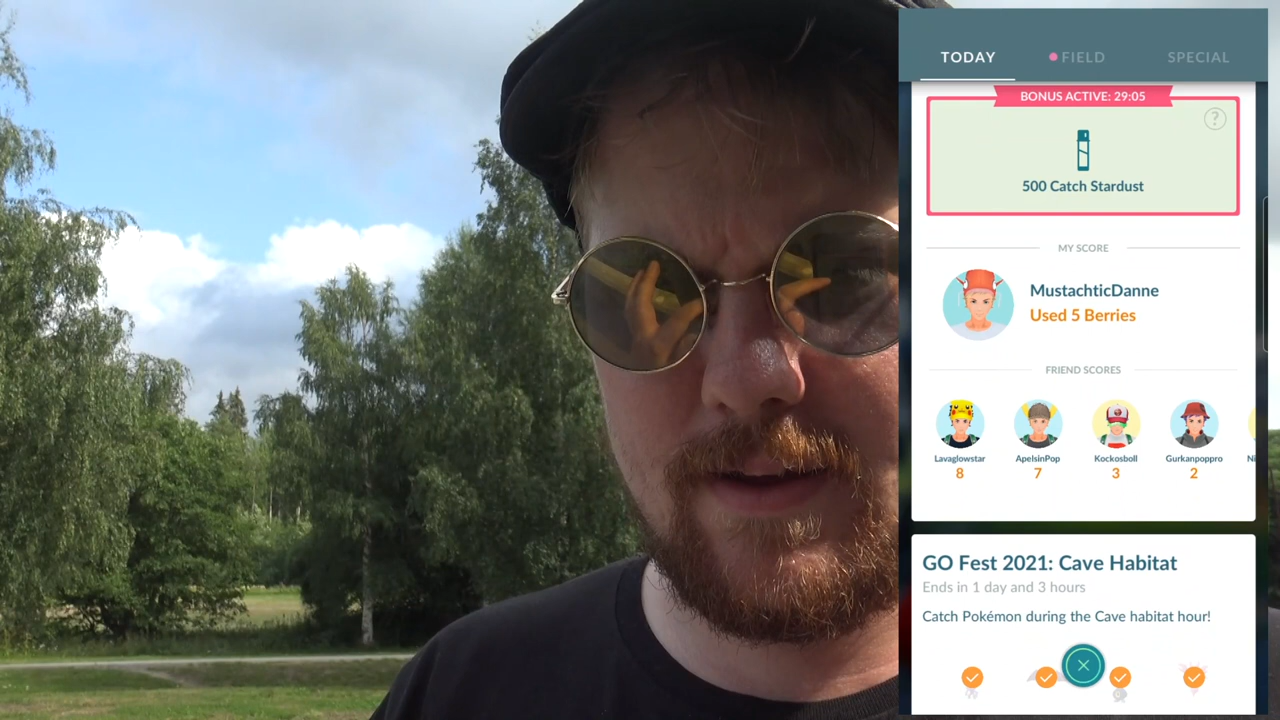 TODAY
FIELD
SPECIAL
BONUS ACTIVE: 29:05
?
500 Catch Stardust
MY SCORE
MustachticDanne
Used 5 Berries
FRIEND SCORES
Lavaglowstar
ApelsinPop
Kockosboll
Gurkanpoppro
Ni
8
7
3
2
GO Fest 2021: Cave Habitat
Ends in 1 day and 3 hours
Catch Pokémon during the Cave habitat hour!